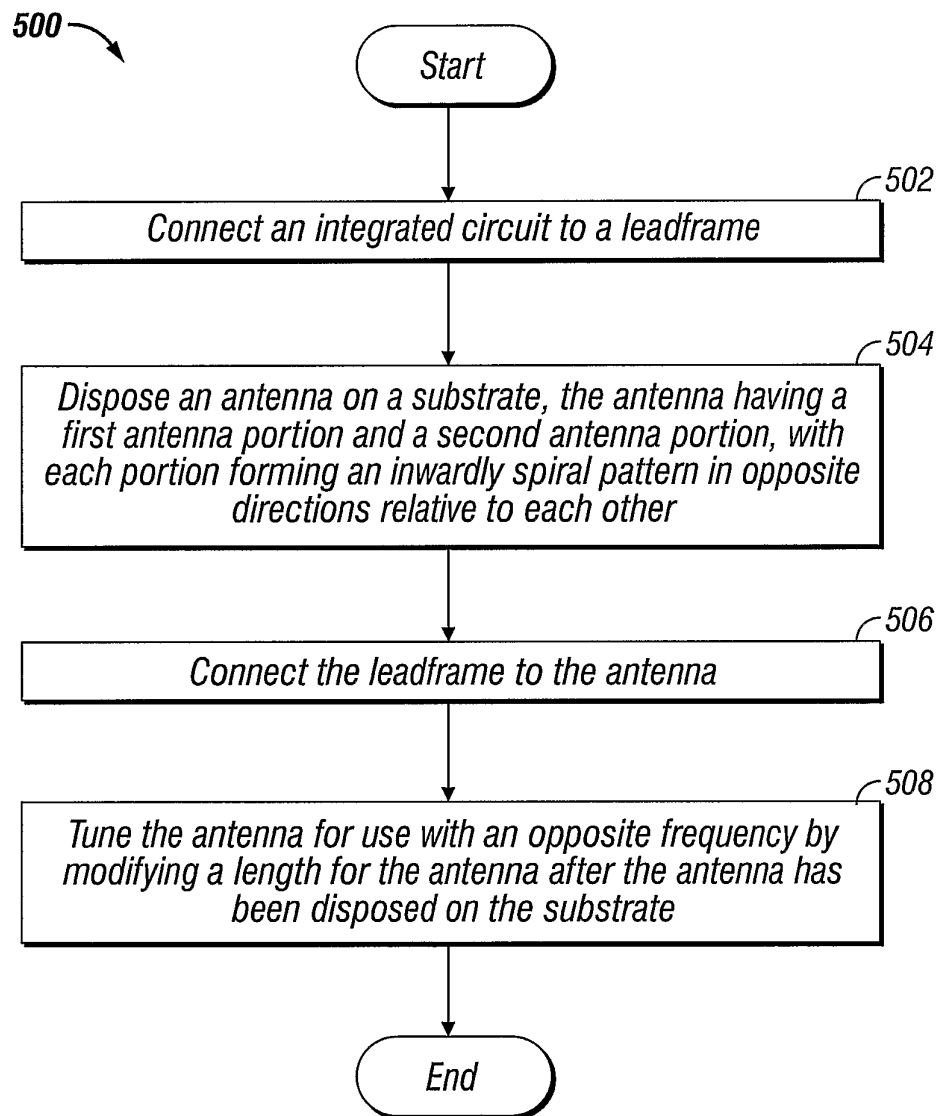 500
Start
502
Connect an integrated circuit to a leadframe
504
Dispose an antenna on a substrate, the antenna having a
first antenna portion and a second antenna portion, with
each portion forming an inwardly spiral pattern in opposite
directions relative to each other
506
Connect the leadframe to the antenna
508
Tune the antenna for use with an opposite frequency by
modifying a length for the antenna after the antenna has
been disposed on the substrate
End